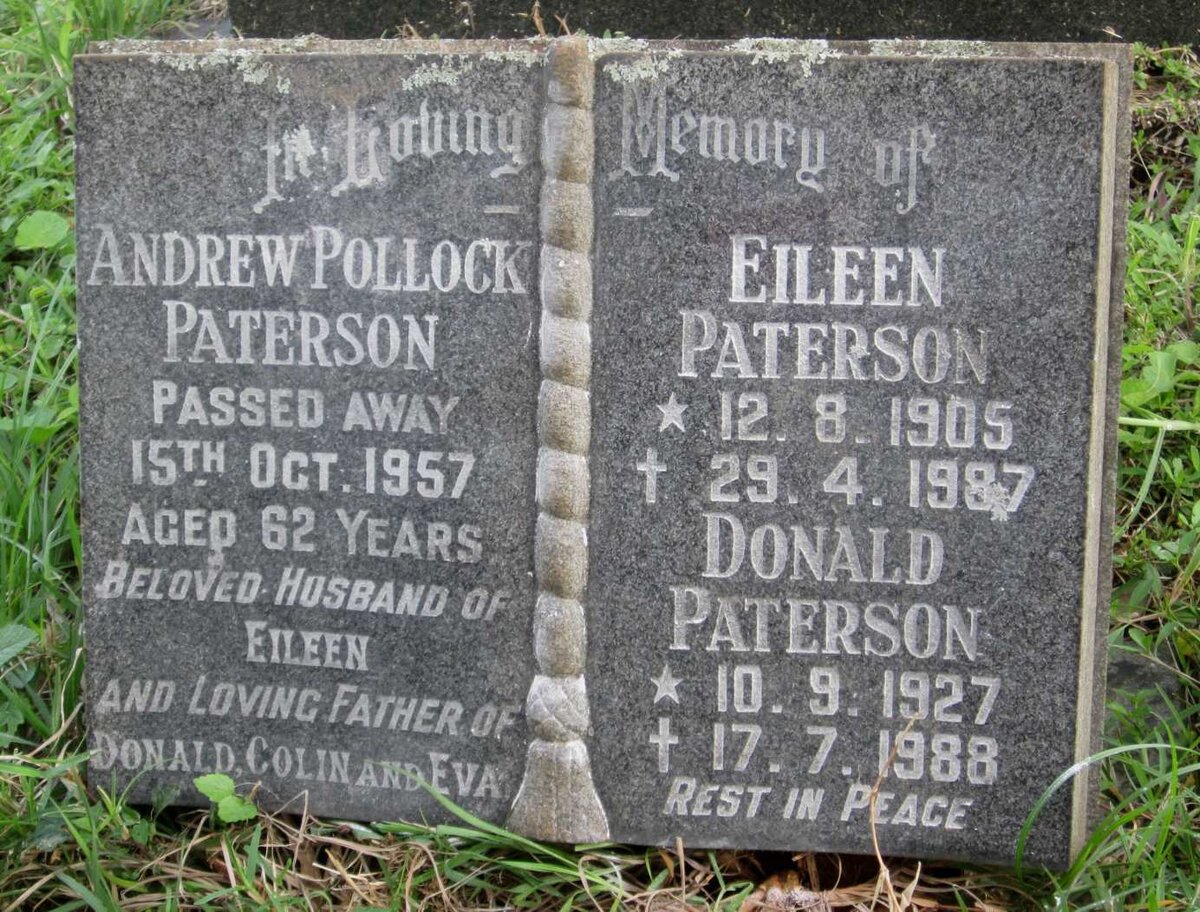 In Loving Memory of
ANDREW POLLOCK
PATERSON
PASSED AWAY
15TH OCT. 1957
AGED 62 YEARS
BELOVED HUSBAND OF
EILEEN
AND LOVING FATHER OF
DONALD, COLIN AND EVA.
EILEEN
PATERSON
★ 12. 8. 1905
✝ 29. 4. 1987
DONALD
PATERSON
★ 10. 9. 1927
✝ 17. 7. 1988
REST IN PEACE